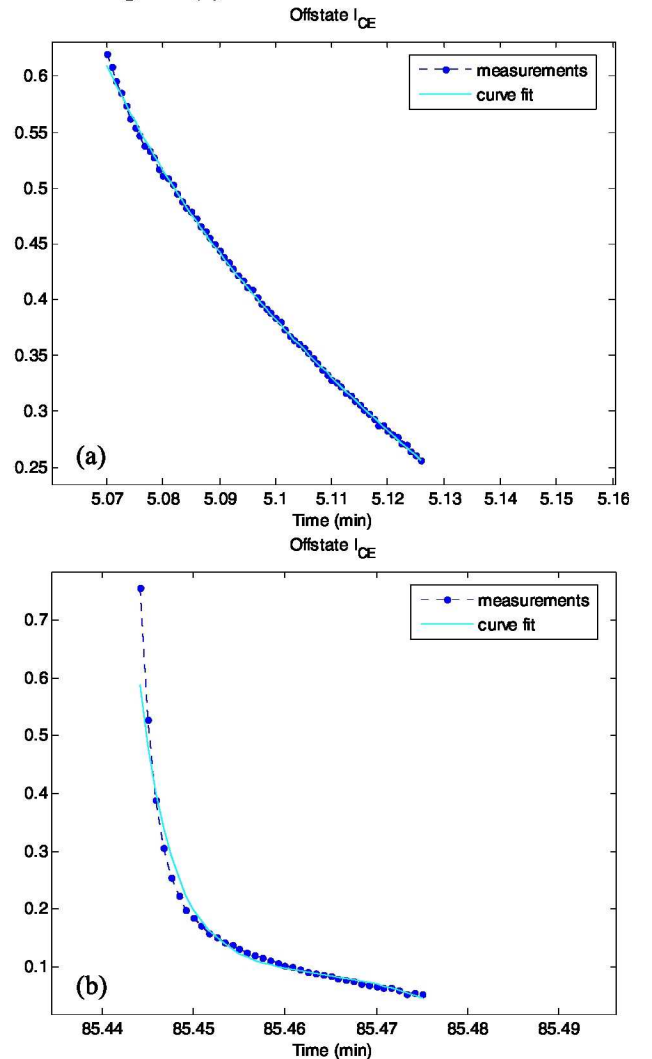 Offstate I_CE
0.6
0.55
0.5
0.45
0.4
0.35
0.3
0.25
measurements
curve fit
(a)
5.07 5.08 5.09 5.1 5.11 5.12 5.13 5.14 5.15 5.16
Time (min)
Offstate I_CE
0.7
0.6
0.5
0.4
0.3
0.2
0.1
measurements
curve fit
(b)
85.44 85.45 85.46 85.47 85.48 85.49
Time (min)